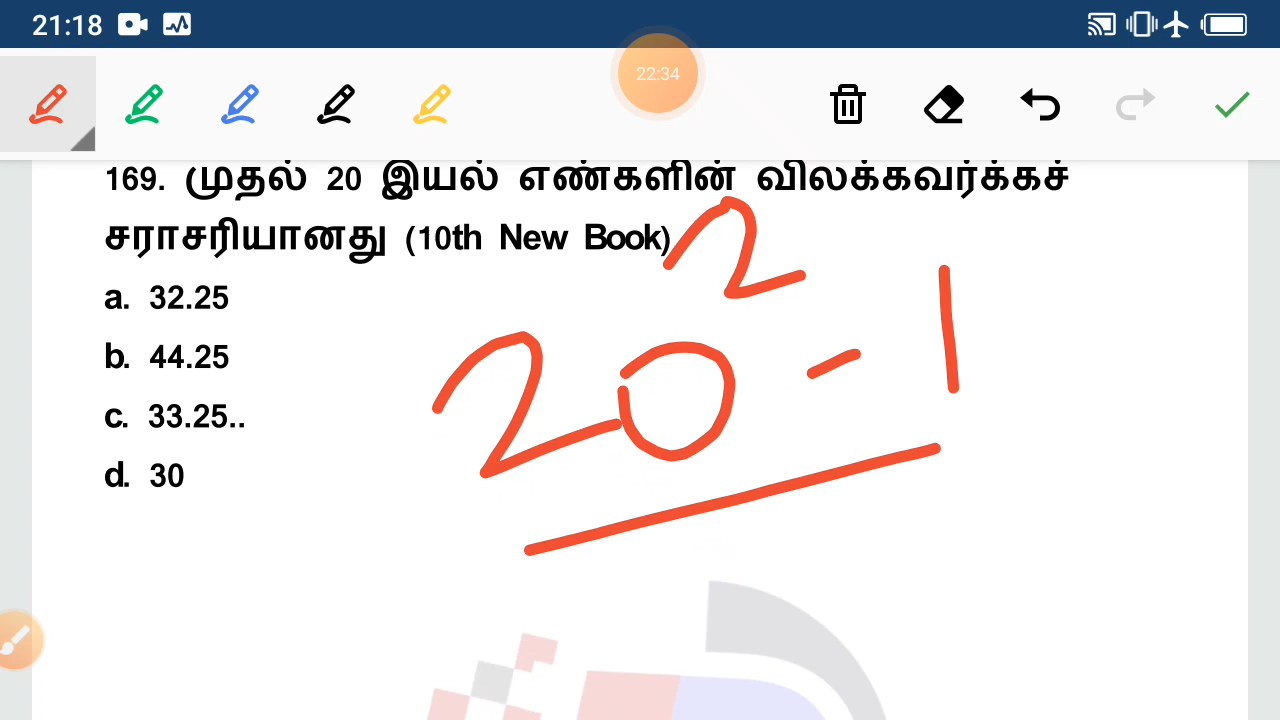 21:18
22:34
169. முதல் 20 இயல் எண்களின் விலக்கவர்க்கச்
சராசரியானது (10th New Book)
a. 32.25
b. 44.25
c. 33.25..
d. 30
20² - 1